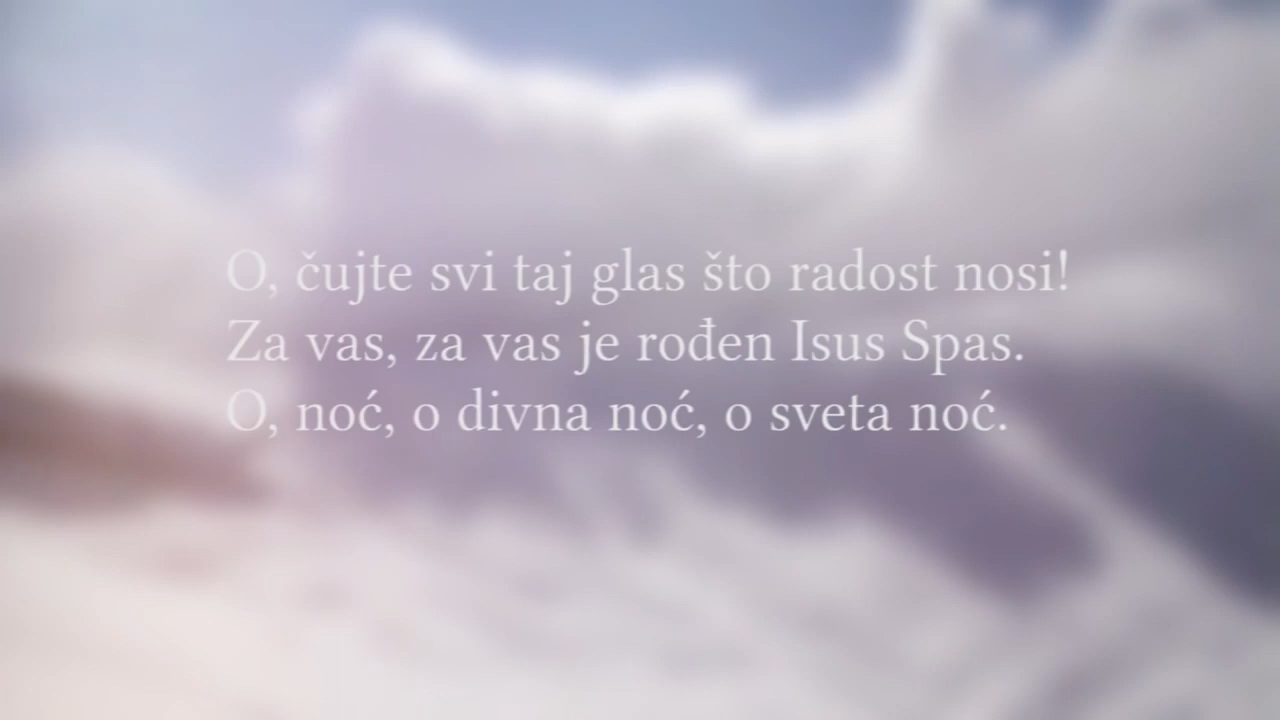 O, čujte svi taj glas što radost nosi!
Za vas, za vas je rođen Isus Spas.
O, noć, o divna noć, o sveta noć.